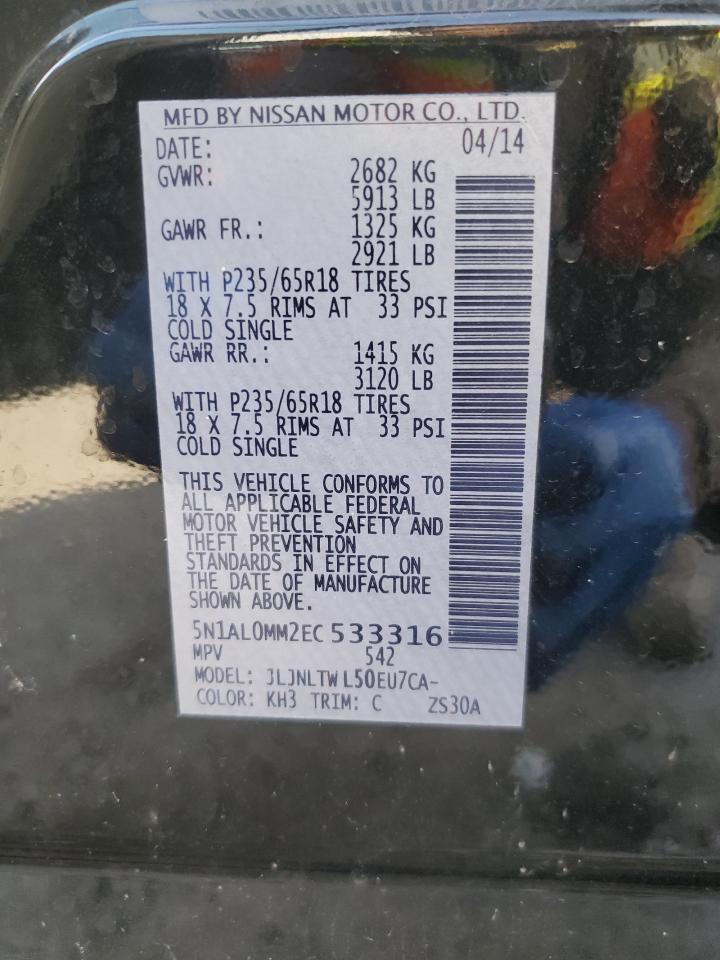 MFD BY NISSAN MOTOR CO., LTD.
DATE: 04/14
GVWR: 2682 KG
5913 LB
GAWR FR.: 1325 KG
2921 LB
WITH P235/65R18 TIRES
18 X 7.5 RIMS AT 33 PSI
COLD SINGLE
GAWR RR.: 1415 KG
3120 LB
WITH P235/65R18 TIRES
18 X 7.5 RIMS AT 33 PSI
COLD SINGLE
THIS VEHICLE CONFORMS TO
ALL APPLICABLE FEDERAL
MOTOR VEHICLE SAFETY AND
THEFT PREVENTION
STANDARDS IN EFFECT ON
THE DATE OF MANUFACTURE
SHOWN ABOVE.
5N1AL0MM2EC 533316
MPV 542
MODEL: JLJNLTWL50EU7CA-
COLOR: KH3 TRIM: C ZS30A